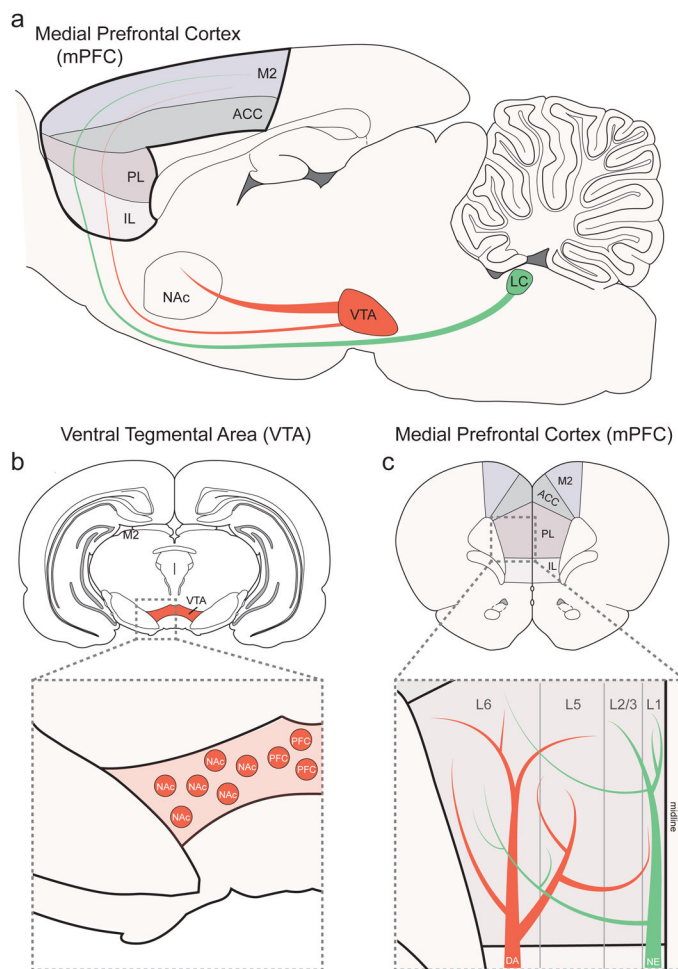 a
Medial Prefrontal Cortex
(mPFC)
M2
ACC
PL
IL
NAc
VTA
LC
Ventral Tegmental Area (VTA)
b
M2
VTA
NAc
PFC
PFC
PFC
NAc
NAc
NAc
NAc
NAc
Medial Prefrontal Cortex (mPFC)
c
M2
ACC
PL
IL
L6
L5
L2/3
L1
midline
DA
NE